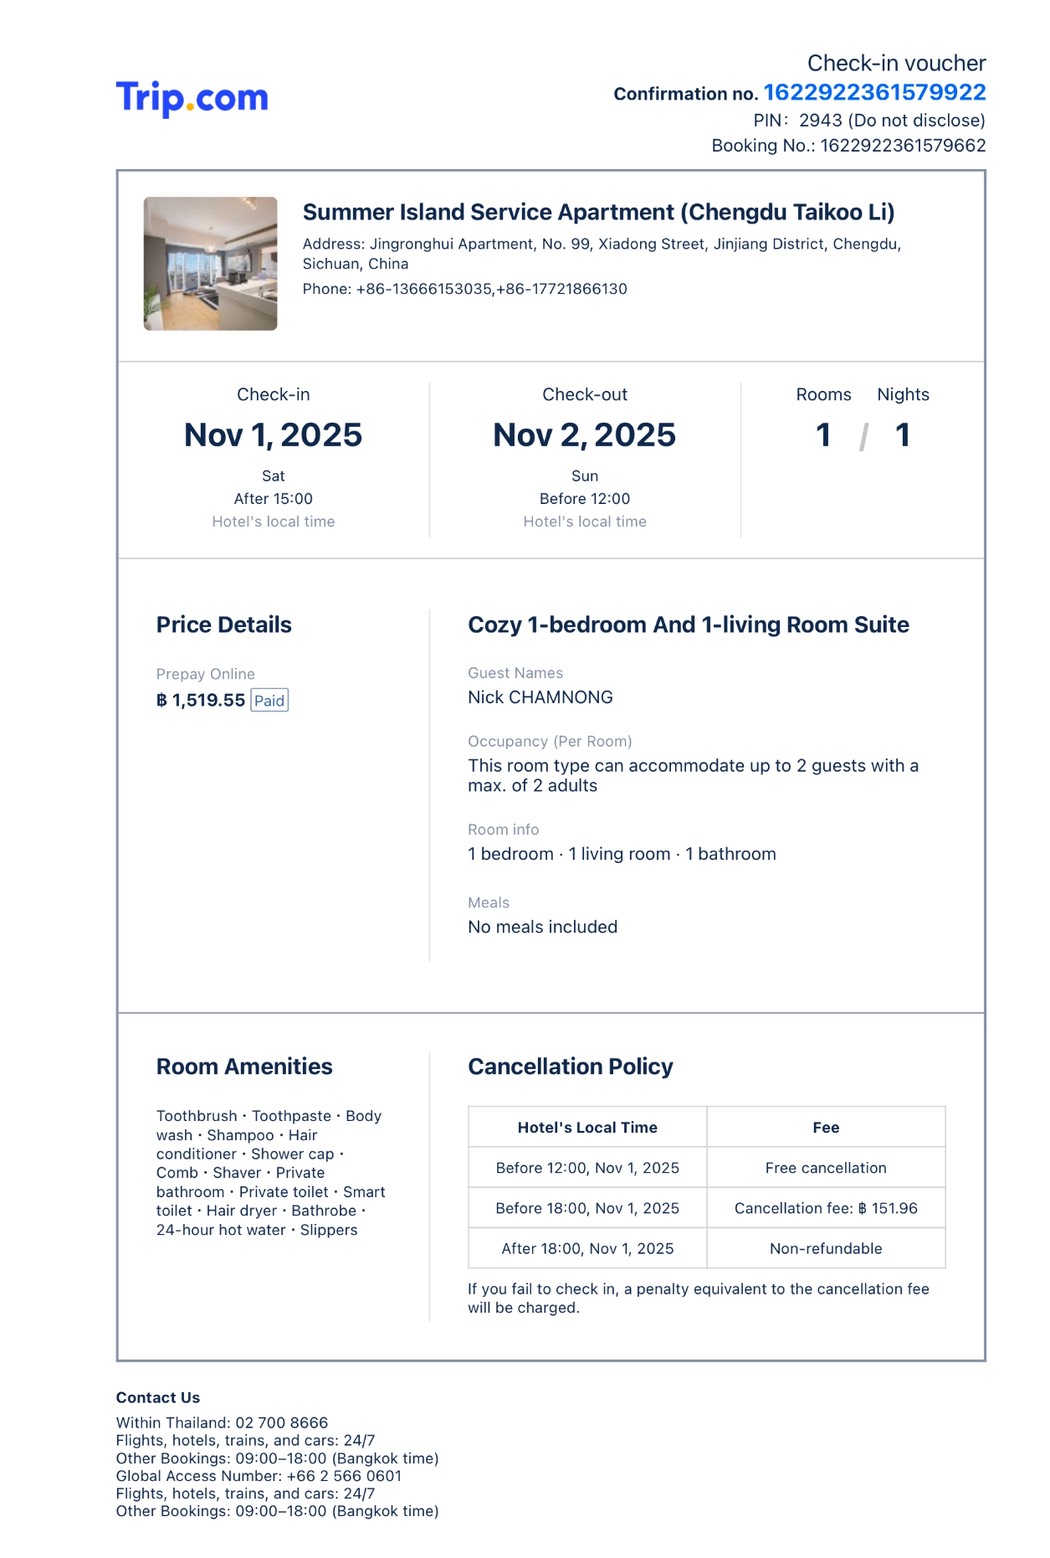 Trip.com
Check-in voucher
Confirmation no. 1622922361579922
PIN: 2943 (Do not disclose)
Booking No.: 1622922361579662
Summer Island Service Apartment (Chengdu Taikoo Li)
Address: Jingronghui Apartment, No. 99, Xiadong Street, Jinjiang District, Chengdu,
Sichuan, China
Phone: +86-13666153035,+86-17721866130
Check-in
Nov 1, 2025
Sat
After 15:00
Hotel's local time
Check-out
Nov 2, 2025
Sun
Before 12:00
Hotel's local time
Rooms Nights
1 / 1
Price Details
Prepay Online
฿ 1,519.55 Paid
Cozy 1-bedroom And 1-living Room Suite
Guest Names
Nick CHAMNONG
Occupancy (Per Room)
This room type can accommodate up to 2 guests with a
max. of 2 adults
Room info
1 bedroom · 1 living room · 1 bathroom
Meals
No meals included
Room Amenities
Toothbrush · Toothpaste · Body
wash · Shampoo · Hair
conditioner · Shower cap ·
Comb · Shaver · Private
bathroom · Private toilet · Smart
toilet · Hair dryer · Bathrobe ·
24-hour hot water · Slippers
Cancellation Policy
Hotel's Local Time Fee
Before 12:00, Nov 1, 2025 Free cancellation
Before 18:00, Nov 1, 2025 Cancellation fee: ฿ 151.96
After 18:00, Nov 1, 2025 Non-refundable
If you fail to check in, a penalty equivalent to the cancellation fee
will be charged.
Contact Us
Within Thailand: 02 700 8666
Flights, hotels, trains, and cars: 24/7
Other Bookings: 09:00–18:00 (Bangkok time)
Global Access Number: +66 2 566 0601
Flights, hotels, trains, and cars: 24/7
Other Bookings: 09:00–18:00 (Bangkok time)